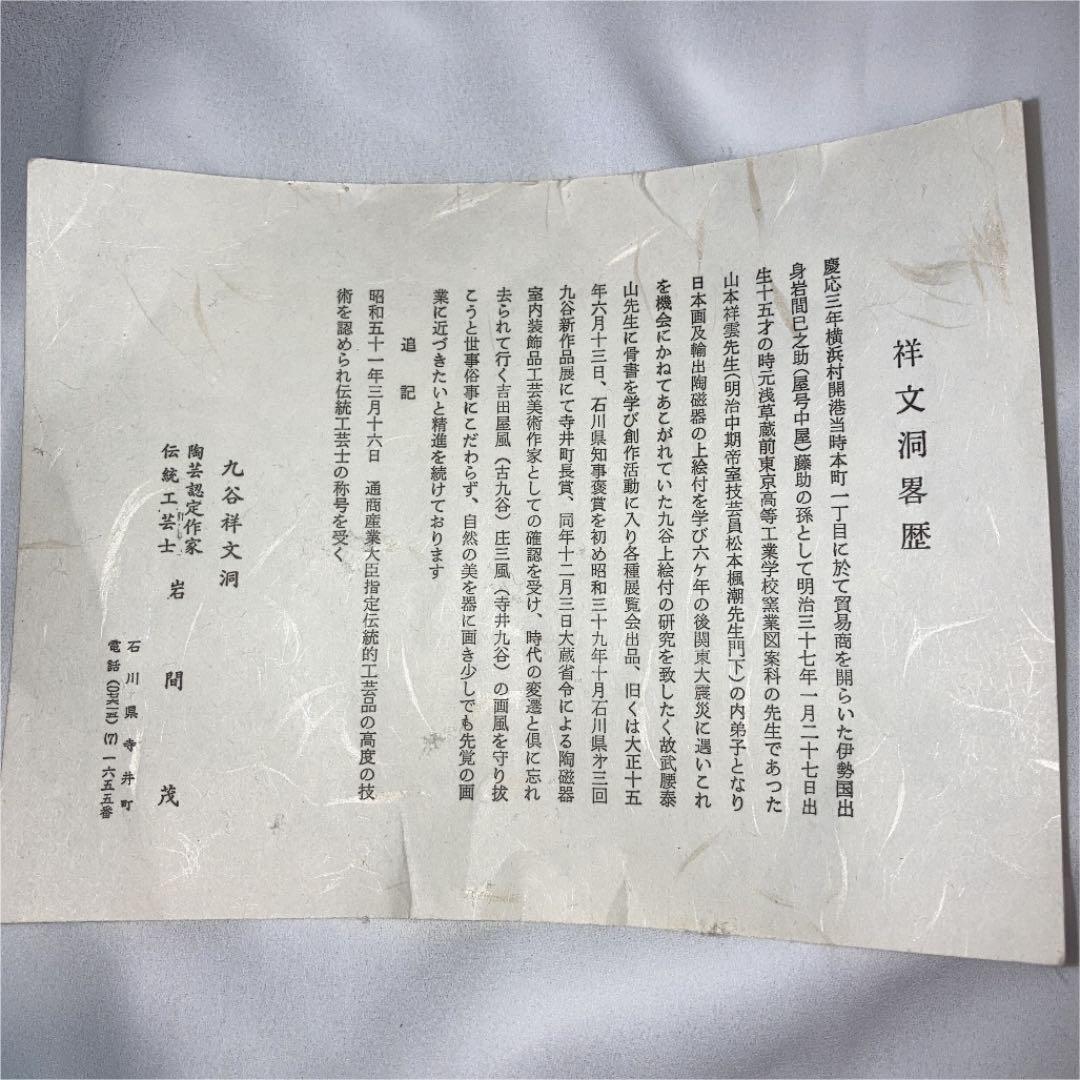 祥文洞畧歴
慶応三年横浜村開港当時本町一丁目に於て貿易商を開らいた伊勢国出
身岩間巳之助(屋号中屋)藤助の孫として明治三十七年一月二十七日出
生十五才の時元浅草蔵前東京高等工業学校窯業図案科の先生であつた
山本祥雲先生(明治中期帝室技芸員松本楓潮先生門下)の内弟子となり
日本画及輸出陶磁器の上絵付を学び六ケ年の後関東大震災に遇いこれ
を機会にかねてあこがれていた九谷上絵付の研究を致したく故武腰泰
山先生に骨書を学び創作活動に入り各種展覧会出品、旧くは大正十五
年六月十三日、石川県知事褒賞を初め昭和三十九年十月石川県㐧三回
九谷新作品展にて寺井町長賞、同年十二月三日大蔵省令による陶磁器
室内装飾品工芸美術作家としての確認を受け、時代の変遷と倶に忘れ
去られて行く吉田屋風(古九谷)庄三風(寺井九谷)の画風を守り抜
こうと世事俗事にこだわらず、自然の美を器に画き少しでも先覚の画
業に近づきたいと精進を続けております
追記
昭和五十一年三月十六日 通商産業大臣指定伝統的工芸品の高度の技
術を認められ伝統工芸士の称号を受く
九谷祥文洞
陶芸認定作家
伝統工芸士 岩間茂
石川県寺井町
電話(〇七六一五)(7)一六五五番